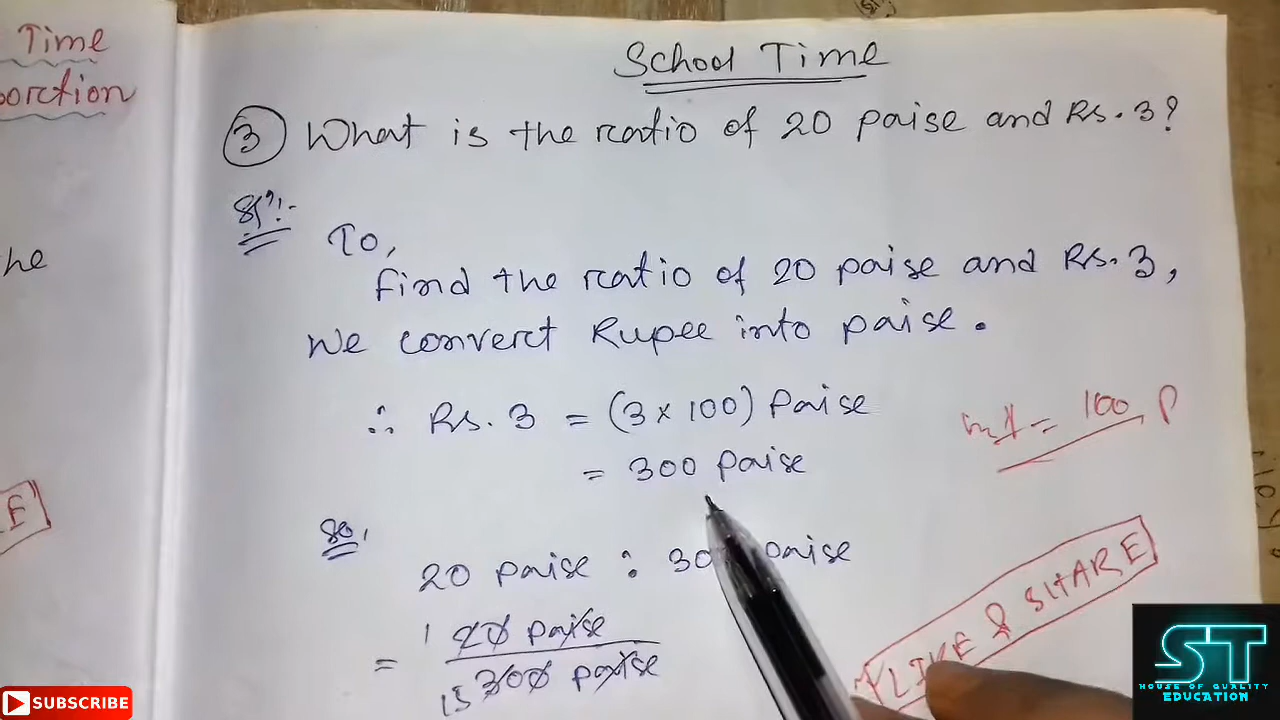 Time
School Time
portion
3 What is the ratio of 20 paise and Rs. 3?
Sol:-
To,
he
find the ratio of 20 paise and Rs. 3,
We convert Rupee into paise.
∴ Rs. 3 = (3 × 100) Paise
= 100 P
= 300 Paise
E
So,
20 paise : 300 paise
LIKE & SHARE
= 1 20 paise
15 300 paise
SUBSCRIBE
ST
HOUSE OF QUALITY
EDUCATION